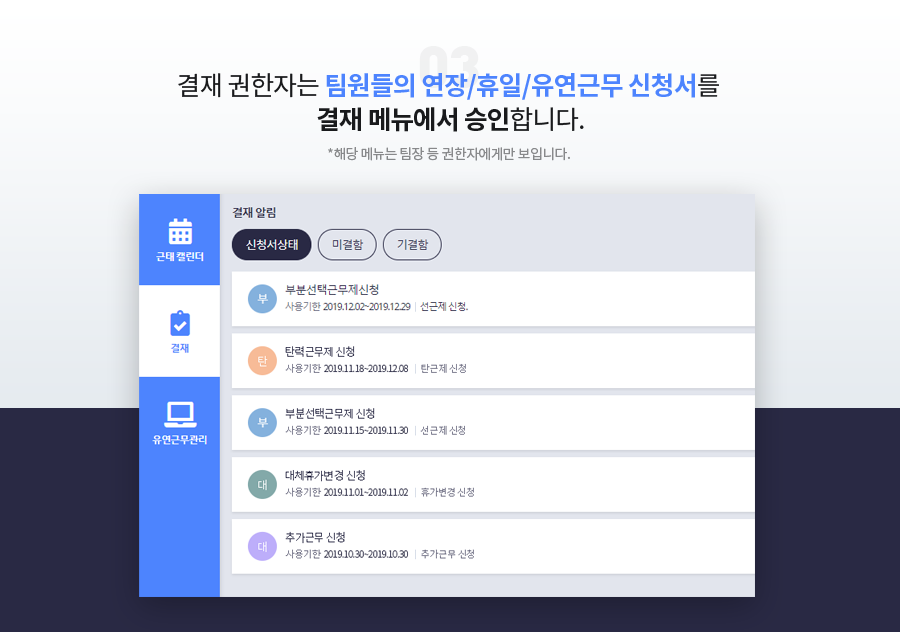 03
결재 권한자는 팀원들의 연장/휴일/유연근무 신청서를
결재 메뉴에서 승인합니다.
*해당 메뉴는 팀장 등 권한자에게만 보입니다.
근태 캘린더
결재
유연근무관리
결재 알림
신청서상태 미결함 기결함
부 부분선택근무제신청
사용기한 2019.12.02~2019.12.29 | 선근제 신청.
탄 탄력근무제 신청
사용기한 2019.11.18~2019.12.08 | 탄근제 신청
부 부분선택근무제 신청
사용기한 2019.11.15~2019.11.30 | 선근제 신청
대 대체휴가변경 신청
사용기한 2019.11.01~2019.11.02 | 휴가변경 신청
대 추가근무 신청
사용기한 2019.10.30~2019.10.30 | 추가근무 신청